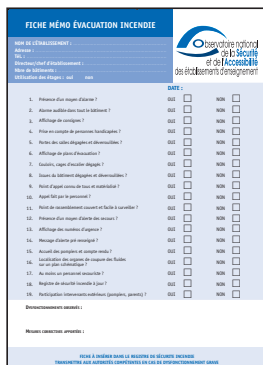 FICHE MÉMO ÉVACUATION INCENDIE
NOM DE L'ÉTABLISSEMENT :
Adresse :
Tél. :
Directeur/chef d'établissement :
Nbre de bâtiments :
Utilisation des étages : oui non
Observatoire national
de la Sécurité
et de l'Accessibilité
des établissements d'enseignement
DATE :
1. Présence d'un moyen d'alarme ? OUI NON
2. Alarme audible dans tout le bâtiment ? OUI NON
3. Affichage de consignes ? OUI NON
4. Prise en compte de personnes handicapées ? OUI NON
5. Portes des salles dégagées et déverrouillées ? OUI NON
6. Affichage de plans d'évacuation ? OUI NON
7. Couloirs, cages d'escalier dégagés ? OUI NON
8. Issues du bâtiment dégagées et déverrouillées ? OUI NON
9. Point d'appel connu de tous et matérialisé ? OUI NON
10. Appel fait par le personnel ? OUI NON
11. Point de rassemblement couvert et facile à surveiller ? OUI NON
12. Présence d'un moyen d'alerte des secours ? OUI NON
13. Affichage des numéros d'urgence ? OUI NON
14. Message d'alerte pré renseigné ? OUI NON
15. Accueil des pompiers et compte rendu ? OUI NON
16. Localisation des organes de coupure des fluides
sur un plan schématique ? OUI NON
17. Au moins un personnel secouriste ? OUI NON
18. Registre de sécurité incendie à jour ? OUI NON
19. Participation intervenants extérieurs (pompiers, parents) ? OUI NON
DYSFONCTIONNEMENTS OBSERVÉS :
MESURES CORRECTIVES APPORTÉES :
FICHE À INSÉRER DANS LE REGISTRE DE SÉCURITÉ INCENDIE
TRANSMETTRE AUX AUTORITÉS COMPÉTENTES EN CAS DE DYSFONCTIONNEMENT GRAVE